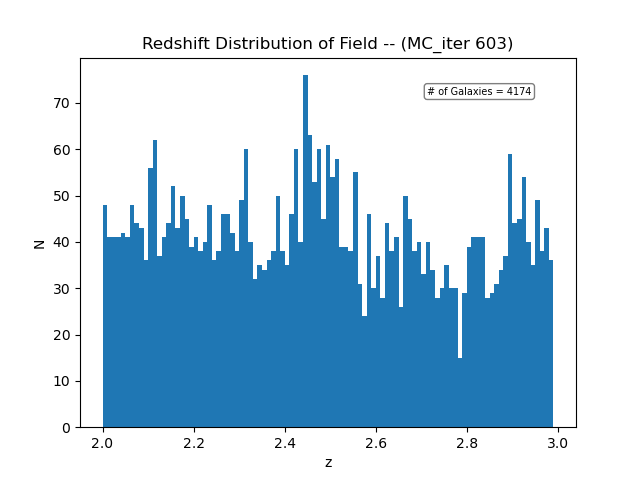 Redshift Distribution of Field -- (MC_iter 603)
# of Galaxies = 4174
70
60
50
40
30
20
10
0
N
2.0 2.2 2.4 2.6 2.8 3.0
z